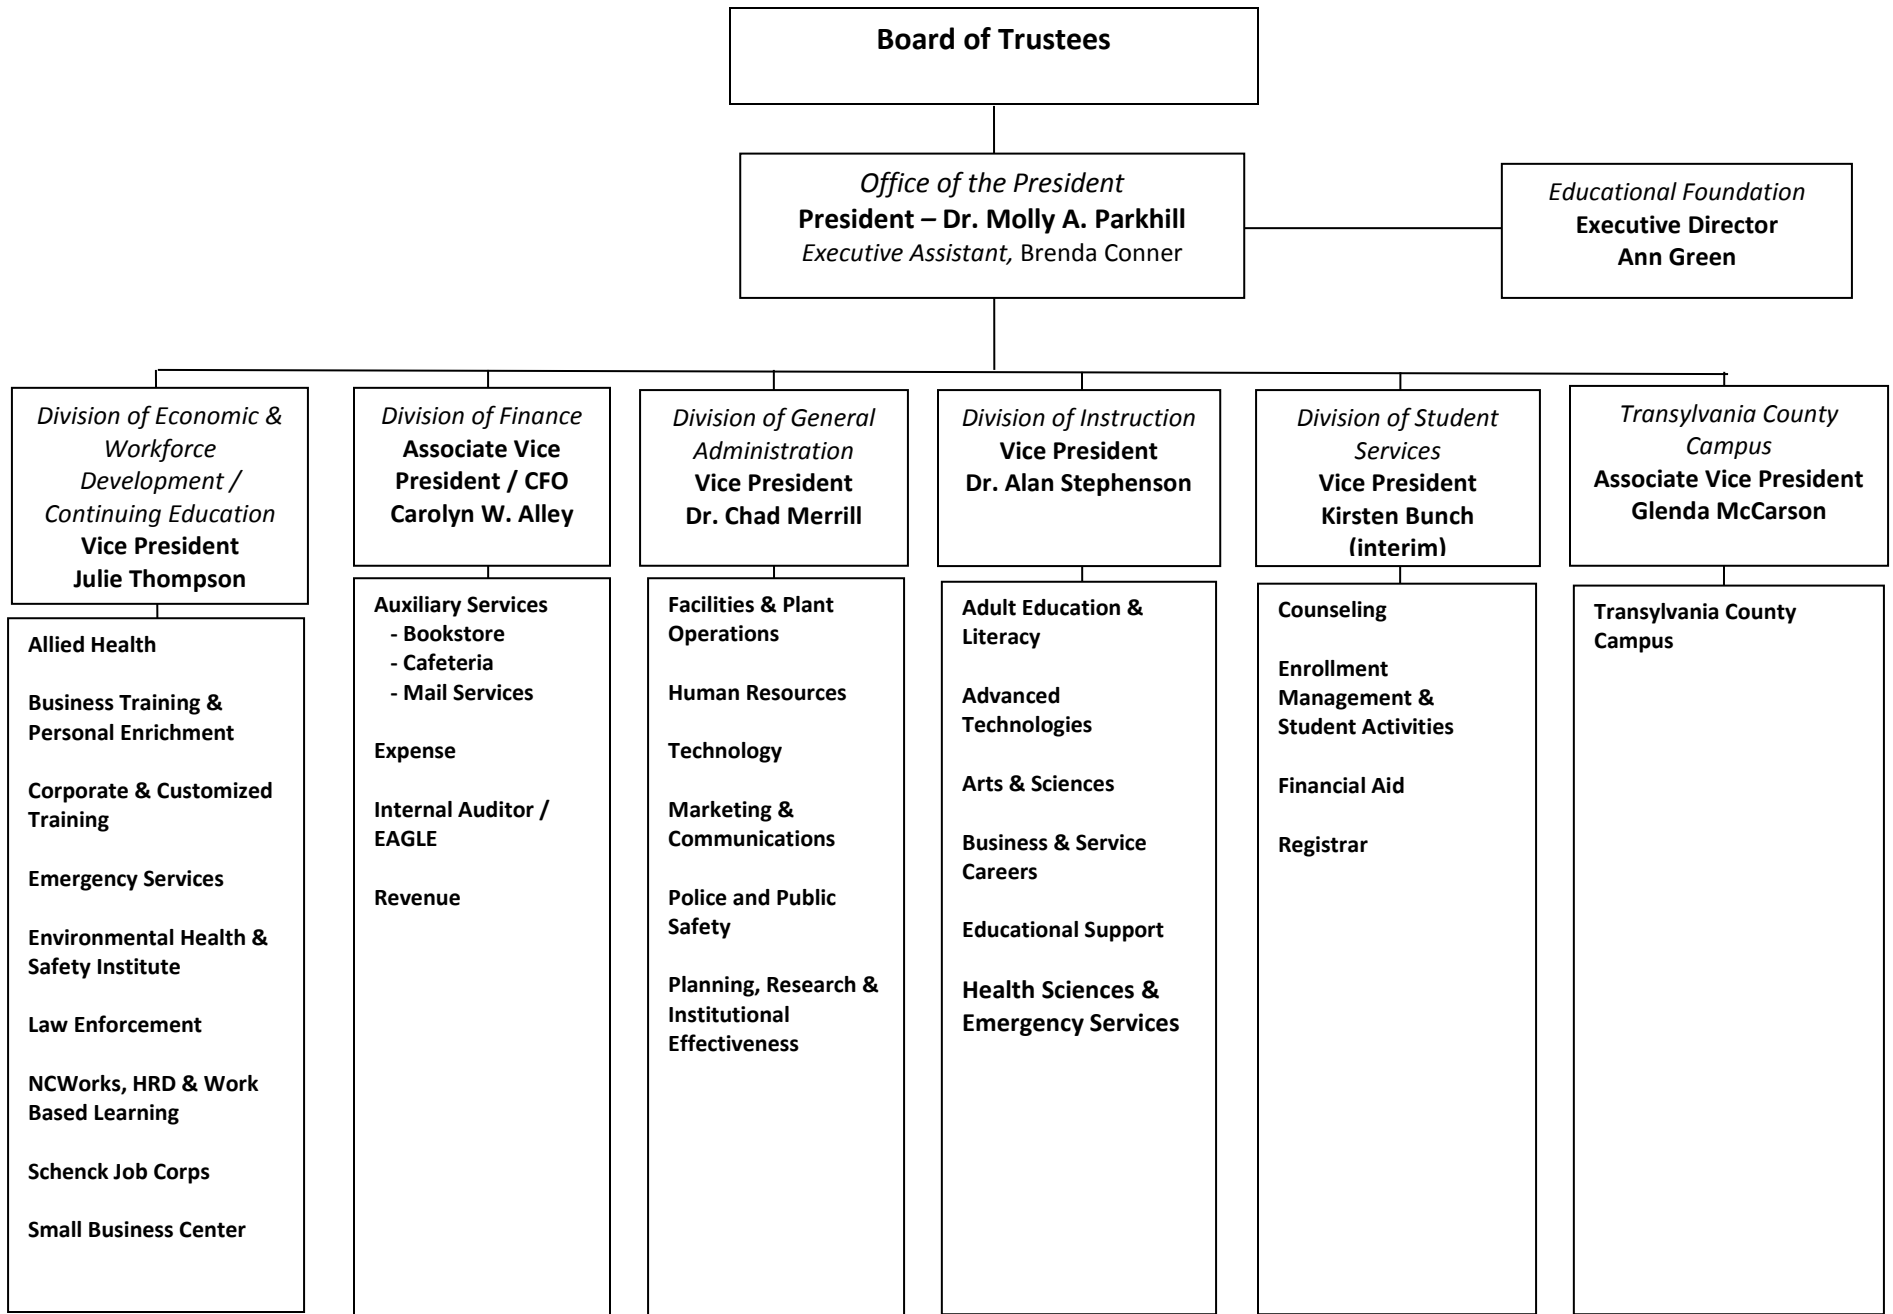 Board of Trustees
Office of the President
President – Dr. Molly A. Parkhill
Executive Assistant, Brenda Conner
Educational Foundation
Executive Director
Ann Green
Division of Economic &
Workforce
Development /
Continuing Education
Vice President
Julie Thompson
Division of Finance
Associate Vice
President / CFO
Carolyn W. Alley
Division of General
Administration
Vice President
Dr. Chad Merrill
Division of Instruction
Vice President
Dr. Alan Stephenson
Division of Student
Services
Vice President
Kirsten Bunch
(interim)
Transylvania County
Campus
Associate Vice President
Glenda McCarson
Allied Health
Business Training &
Personal Enrichment
Corporate & Customized
Training
Emergency Services
Environmental Health &
Safety Institute
Law Enforcement
NCWorks, HRD & Work
Based Learning
Schenck Job Corps
Small Business Center
Auxiliary Services
- Bookstore
- Cafeteria
- Mail Services
Expense
Internal Auditor /
EAGLE
Revenue
Facilities & Plant
Operations
Human Resources
Technology
Marketing &
Communications
Police and Public
Safety
Planning, Research &
Institutional
Effectiveness
Adult Education &
Literacy
Advanced
Technologies
Arts & Sciences
Business & Service
Careers
Educational Support
Health Sciences &
Emergency Services
Counseling
Enrollment
Management &
Student Activities
Financial Aid
Registrar
Transylvania County
Campus